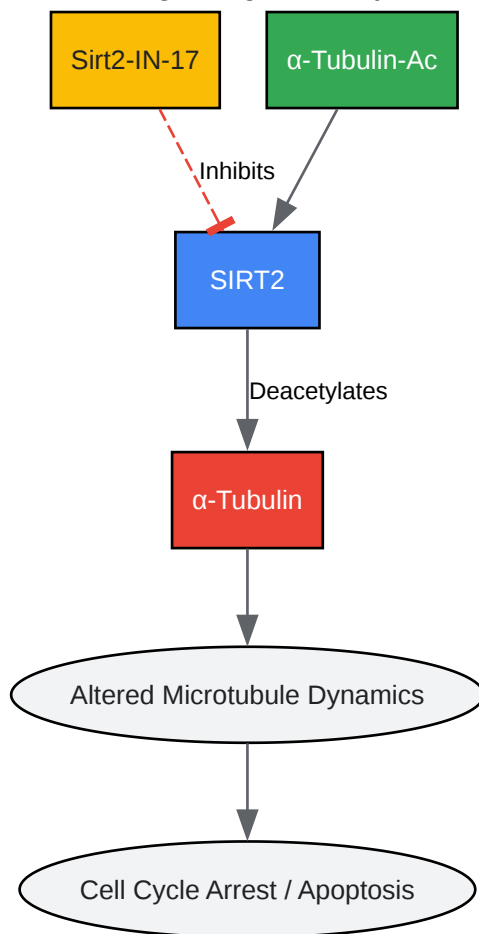 Sirt2-IN-17
α-Tubulin-Ac
Inhibits
SIRT2
Deacetylates
α-Tubulin
Altered Microtubule Dynamics
Cell Cycle Arrest / Apoptosis